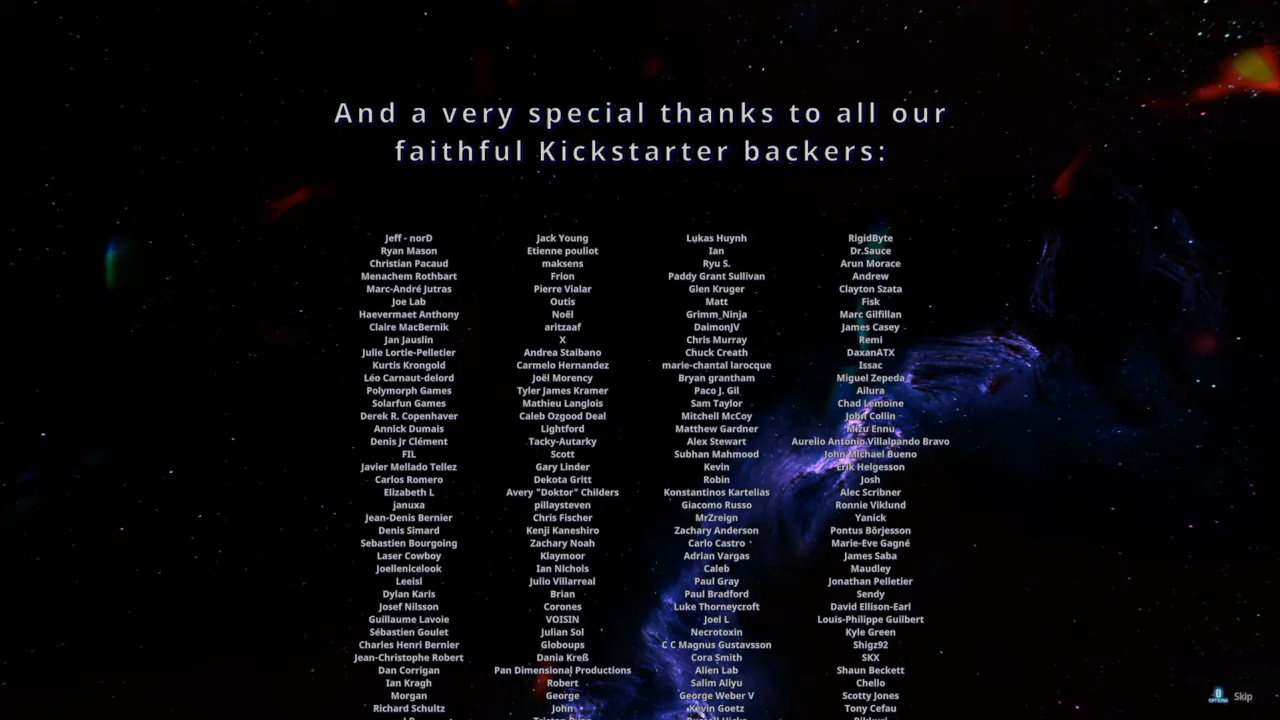 And a very special thanks to all our
faithful Kickstarter backers:
Jeff - norD
Ryan Mason
Christian Pacaud
Menachem Rothbart
Marc-André Jutras
Joe Lab
Haevermaet Anthony
Claire MacBernik
Jan Jauslin
Julie Lortie-Pelletier
Kurtis Krongold
Léo Carnaut-delord
Polymorph Games
Solarfun Games
Derek R. Copenhaver
Annick Dumais
Denis Jr Clément
FIL
Javier Mellado Tellez
Carlos Romero
Elizabeth L
januxa
Jean-Denis Bernier
Denis Simard
Sebastien Bourgoing
Laser Cowboy
Joellenicelook
Leeisl
Dylan Karis
Josef Nilsson
Guillaume Lavoie
Sébastien Goulet
Charles Henri Bernier
Jean-Christophe Robert
Dan Corrigan
Ian Kragh
Morgan
Richard Schultz
Jack Young
Etienne pouliot
maksens
Frion
Pierre Vialar
Outis
Noël
aritzaaf
X
Andrea Staibano
Carmelo Hernandez
Joël Morency
Tyler James Kramer
Mathieu Langlois
Caleb Ozgood Deal
Lightford
Tacky-Autarky
Scott
Gary Linder
Dekota Gritt
Avery "Doktor" Childers
pillaysteven
Chris Fischer
Kenji Kaneshiro
Zachary Noah
Klaymoor
Ian Nichols
Julio Villarreal
Brian
Corones
VOISIN
Julian Sol
Globoups
Dania Kreß
Pan Dimensional Productions
Robert
George
John
Lukas Huynh
Ian
Ryu S.
Paddy Grant Sullivan
Glen Kruger
Matt
Grimm_Ninja
DaimonJV
Chris Murray
Chuck Creath
marie-chantal larocque
Bryan grantham
Paco J. Gil
Sam Taylor
Mitchell McCoy
Matthew Gardner
Alex Stewart
Subhan Mahmood
Kevin
Robin
Konstantinos Kartelias
Giacomo Russo
MrZreign
Zachary Anderson
Carlo Castro
Adrian Vargas
Caleb
Paul Gray
Paul Bradford
Luke Thorneycroft
Joel L
Necrotoxin
C C Magnus Gustavsson
Cora Smith
Alien Lab
Salim Aliyu
George Weber V
Kevin Goetz
RigidByte
Dr.Sauce
Arun Morace
Andrew
Clayton Szata
Fisk
Marc Gilfillan
James Casey
Remi
DaxanATX
Issac
Miguel Zepeda
Ailura
Chad Lemoine
John Collin
Mizu Ennu
Aurelio Antonio Villalpando Bravo
John Michael Bueno
Erik Helgesson
Josh
Alec Scribner
Ronnie Viklund
Yanick
Pontus Börjesson
Marie-Eve Gagné
James Saba
Maudley
Jonathan Pelletier
Sendy
David Ellison-Earl
Louis-Philippe Guilbert
Kyle Green
Shigz92
SKX
Shaun Beckett
Chello
Scotty Jones
Tony Cefau
OPTIONS Skip